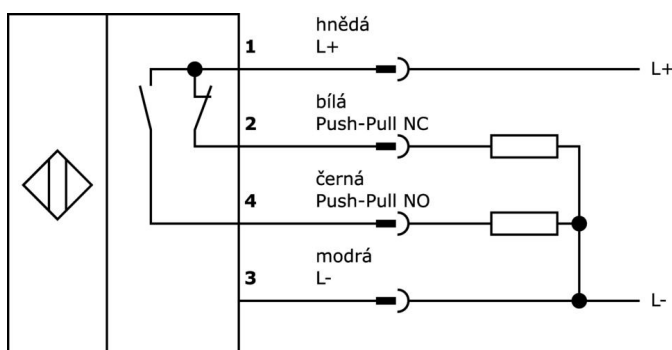 hnědá
1 L+
L+
bílá
2 Push-Pull NC
černá
4 Push-Pull NO
modrá
3 L-
L-